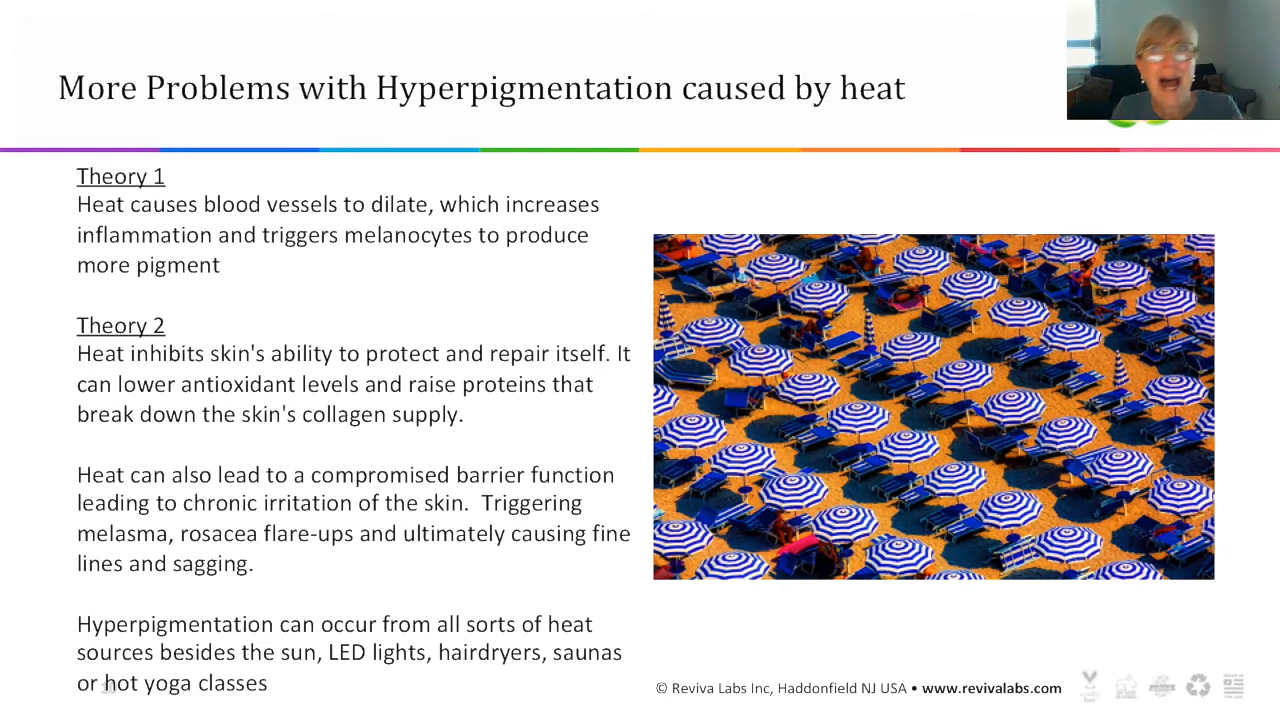 More Problems with Hyperpigmentation caused by heat
Theory 1
Heat causes blood vessels to dilate, which increases
inflammation and triggers melanocytes to produce
more pigment
Theory 2
Heat inhibits skin's ability to protect and repair itself. It
can lower antioxidant levels and raise proteins that
break down the skin's collagen supply.
Heat can also lead to a compromised barrier function
leading to chronic irritation of the skin.  Triggering
melasma, rosacea flare-ups and ultimately causing fine
lines and sagging.
Hyperpigmentation can occur from all sorts of heat
sources besides the sun, LED lights, hairdryers, saunas
or hot yoga classes
© Reviva Labs Inc, Haddonfield NJ USA • www.revivalabs.com